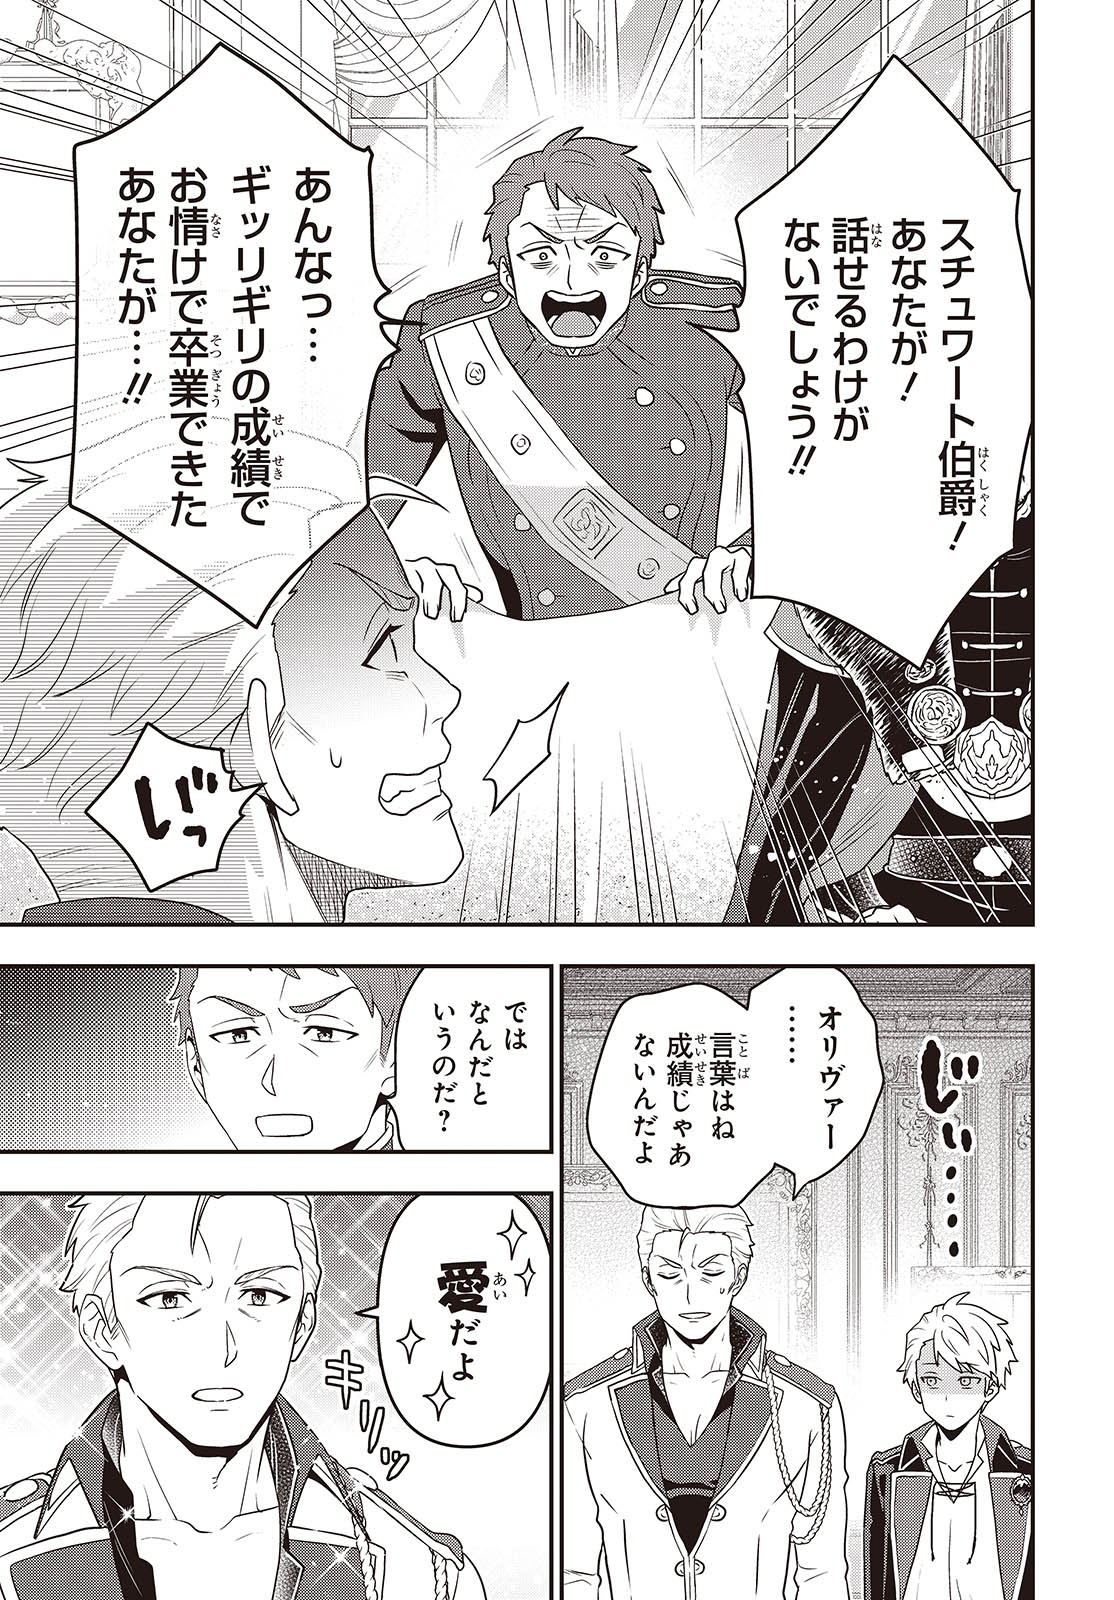 スチュワート伯爵！
あなたが！
話せるわけが
ないでしょう!!
あんなっ…
ギッリギリの成績で
お情けで卒業できた
あなたが…!!
ぐっ
じぃ……
オリヴァー
……
言葉はね
成績じゃあ
ないんだよ
では
なんだと
いうのだ？
愛だよ
キリッ